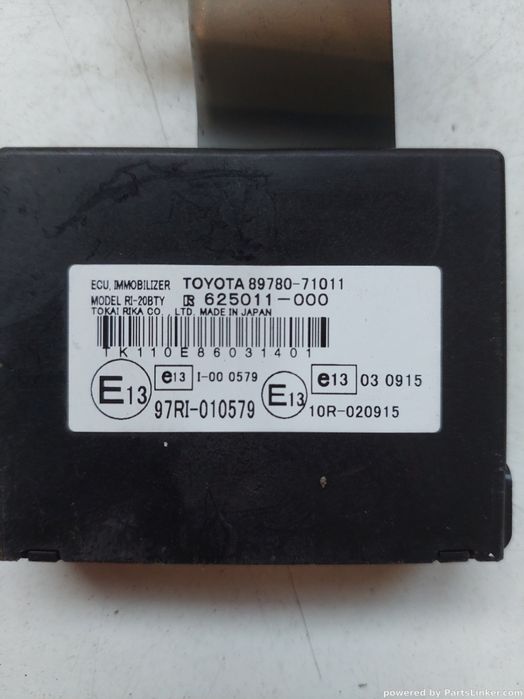 ECU, IMMOBILIZER TOYOTA 89780-71011
MODEL RI-20BTY 625011-000
TOKAI RIKA CO., LTD. MADE IN JAPAN
TK110E86031401
E13 e13 I-00 0579 E13 e13 03 0915
97RI-010579 10R-020915
powered by PartsLinker.com